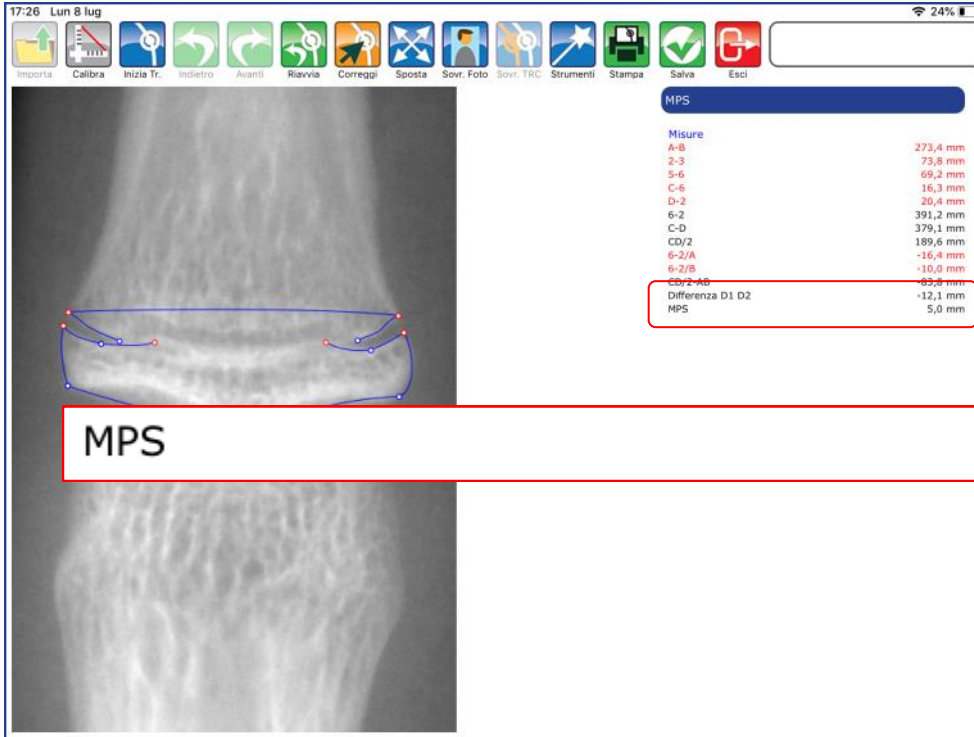 17:26 Lun 8 lug 24%
Importa Calibra Inizia Tr. Indietro Avanti Riavvia Correggi Sposta Sovr. Foto Sovr. TRC Strumenti Stampa Salva Esci
MPS
Misure
A-B 273,4 mm
2-3 73,8 mm
5-6 69,2 mm
C-6 16,3 mm
D-2 20,4 mm
6-2 391,2 mm
C-D 379,1 mm
CD/2 189,6 mm
6-2/A -16,4 mm
6-2/B -10,0 mm
CD/2-AB -83,8 mm
Differenza D1 D2 -12,1 mm
MPS 5,0 mm
MPS